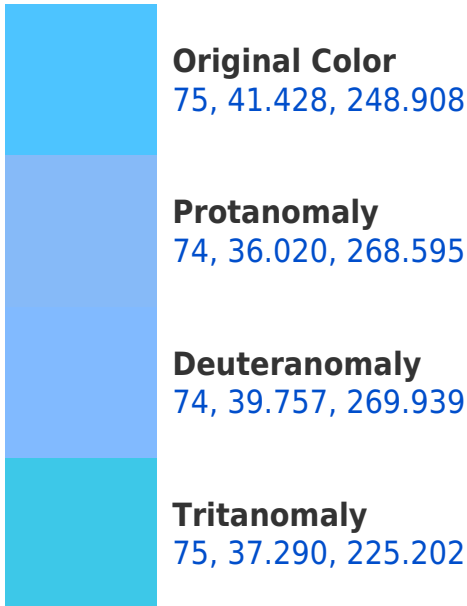 Original Color
75, 41.428, 248.908
Protanomaly
74, 36.020, 268.595
Deuteranomaly
74, 39.757, 269.939
Tritanomaly
75, 37.290, 225.202